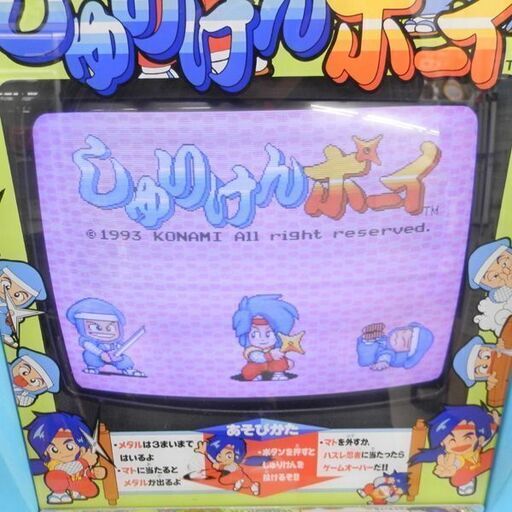 しゅりけんボーイ
しゅりけんボーイ™
©1993 KONAMI All right reserved.
あそびかた
・メタルは3まいまで
はいるよ
・マトに当たると
メタルが出るよ
・ボタンを押すと
しゅりけんを
投げるぞ!!
・マトを外すか、
ハズレ忍者に当たったら
ゲームオーバーだ!!